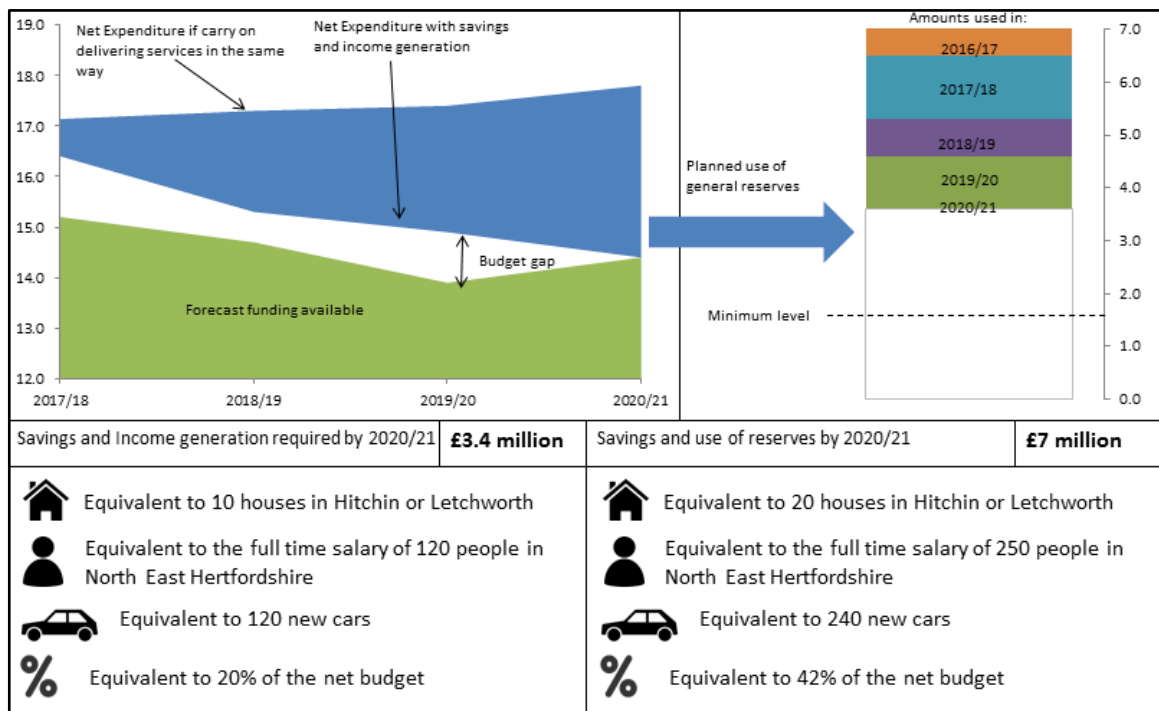 19.0
18.0
17.0
16.0
15.0
14.0
13.0
12.0
2017/18
2018/19
2019/20
2020/21
Net Expenditure if carry on
delivering services in the same
way
Net Expenditure with savings
and income generation
Budget gap
Forecast funding available
Planned use of
general reserves
Amounts used in:
2016/17
2017/18
2018/19
2019/20
2020/21
Minimum level
7.0
6.0
5.0
4.0
3.0
2.0
1.0
0.0
Savings and Income generation required by 2020/21
£3.4 million
Savings and use of reserves by 2020/21
£7 million
Equivalent to 10 houses in Hitchin or Letchworth
Equivalent to the full time salary of 120 people in
North East Hertfordshire
Equivalent to 120 new cars
%
Equivalent to 20% of the net budget
Equivalent to 20 houses in Hitchin or Letchworth
Equivalent to the full time salary of 250 people in
North East Hertfordshire
Equivalent to 240 new cars
%
Equivalent to 42% of the net budget